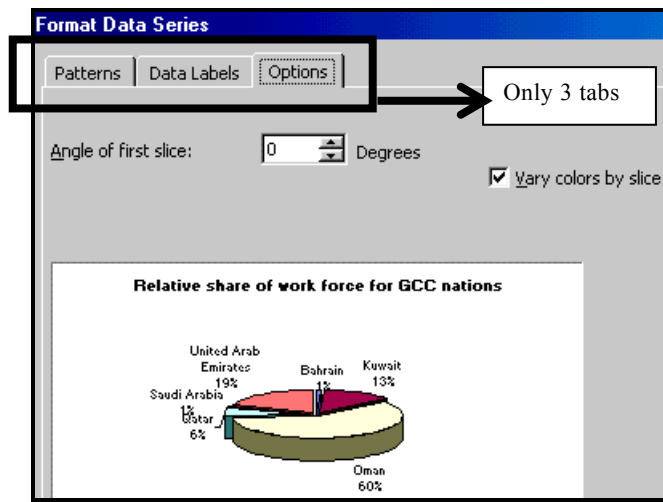 Format Data Series
Patterns
Data Labels
Options
Only 3 tabs
Angle of first slice:
0
Degrees
Vary colors by slice
Relative share of work force for GCC nations
United Arab
Emirates
19%
Bahrain
1%
Kuwait
13%
Saudi Arabia
1%
Qatar
6%
Oman
60%